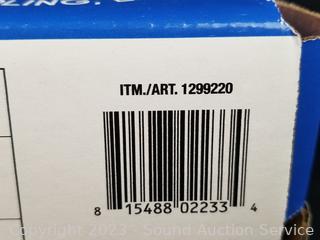 ITM./ART. 1299220
8 15488 02233 4
Copyright 2023 - Sound Auction Service